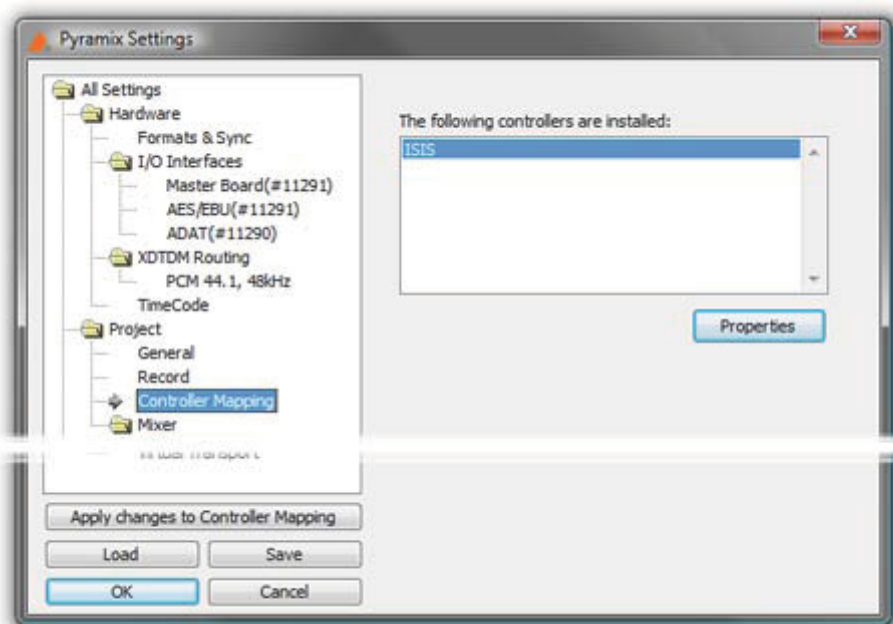 Pyramix Settings
All Settings
Hardware
Formats & Sync
I/O Interfaces
Master Board(#11291)
AES/EBU(#11291)
ADAT(#11290)
XDTDM Routing
PCM 44.1, 48kHz
TimeCode
Project
General
Record
Controller Mapping
Mixer
Virtual Transport
Apply changes to Controller Mapping
Load
Save
OK
Cancel
The following controllers are installed:
ISIS
Properties